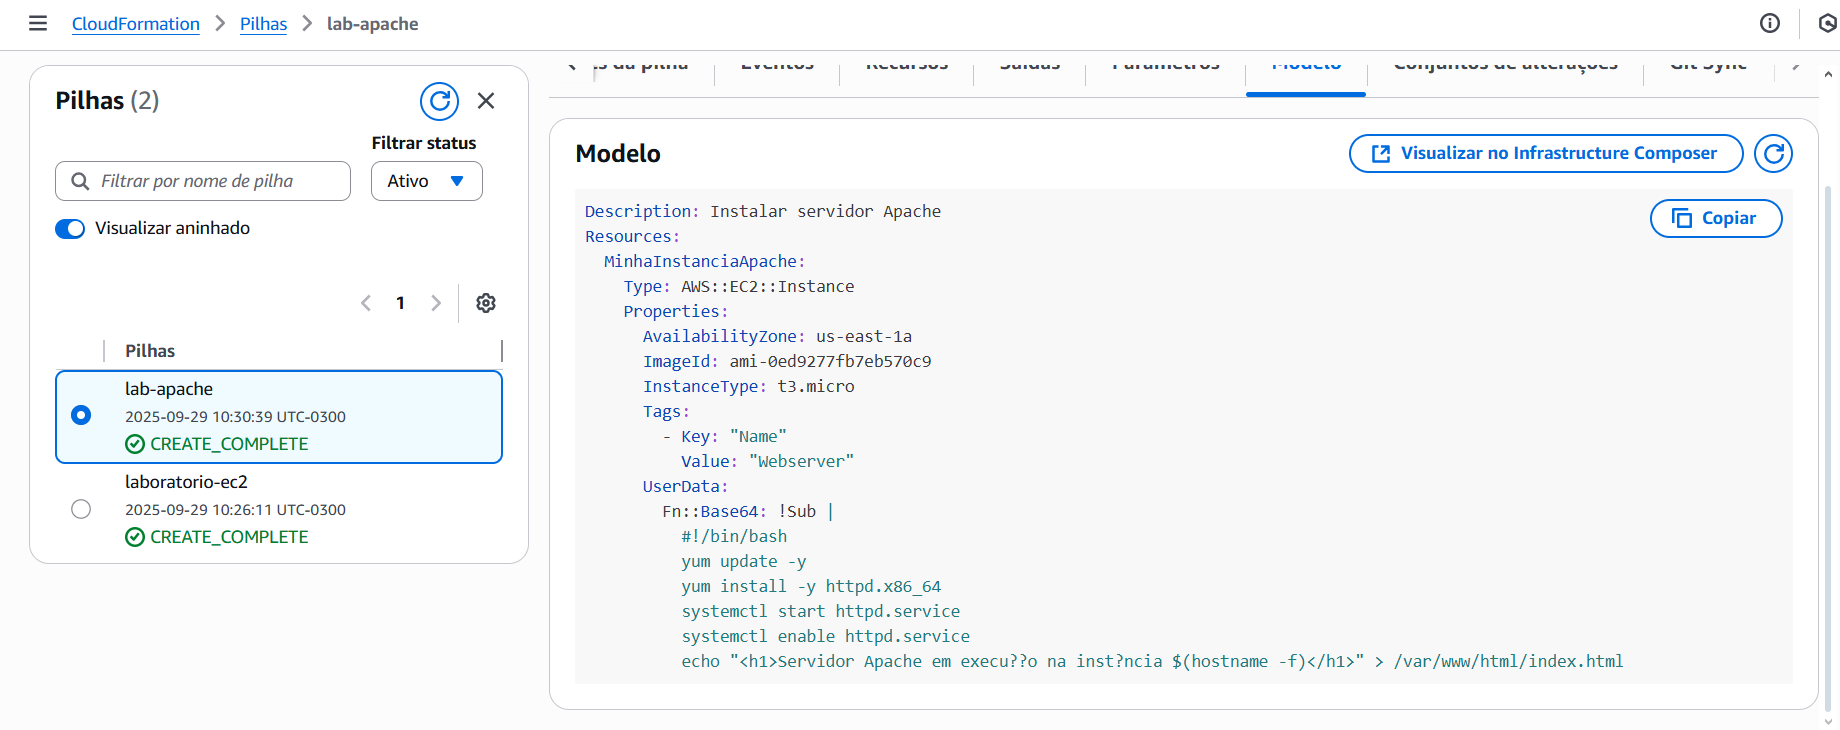 CloudFormation > Pilhas > lab-apache
Pilhas (2)
Filtrar status
Filtrar por nome de pilha
Ativo
Visualizar aninhado
1
Pilhas
lab-apache
2025-09-29 10:30:39 UTC-0300
CREATE_COMPLETE
laboratorio-ec2
2025-09-29 10:26:11 UTC-0300
CREATE_COMPLETE
da pilha Eventos Recursos Saídas Parâmetros Modelo Conjuntos de alterações Git Sync
Modelo
Visualizar no Infrastructure Composer
Copiar
Description: Instalar servidor Apache
Resources:
MinhaInstanciaApache:
Type: AWS::EC2::Instance
Properties:
AvailabilityZone: us-east-1a
ImageId: ami-0ed9277fb7eb570c9
InstanceType: t3.micro
Tags:
- Key: "Name"
Value: "Webserver"
UserData:
Fn::Base64: !Sub |
#!/bin/bash
yum update -y
yum install -y httpd.x86_64
systemctl start httpd.service
systemctl enable httpd.service
echo "<h1>Servidor Apache em execu??o na inst?ncia $(hostname -f)</h1>" > /var/www/html/index.html